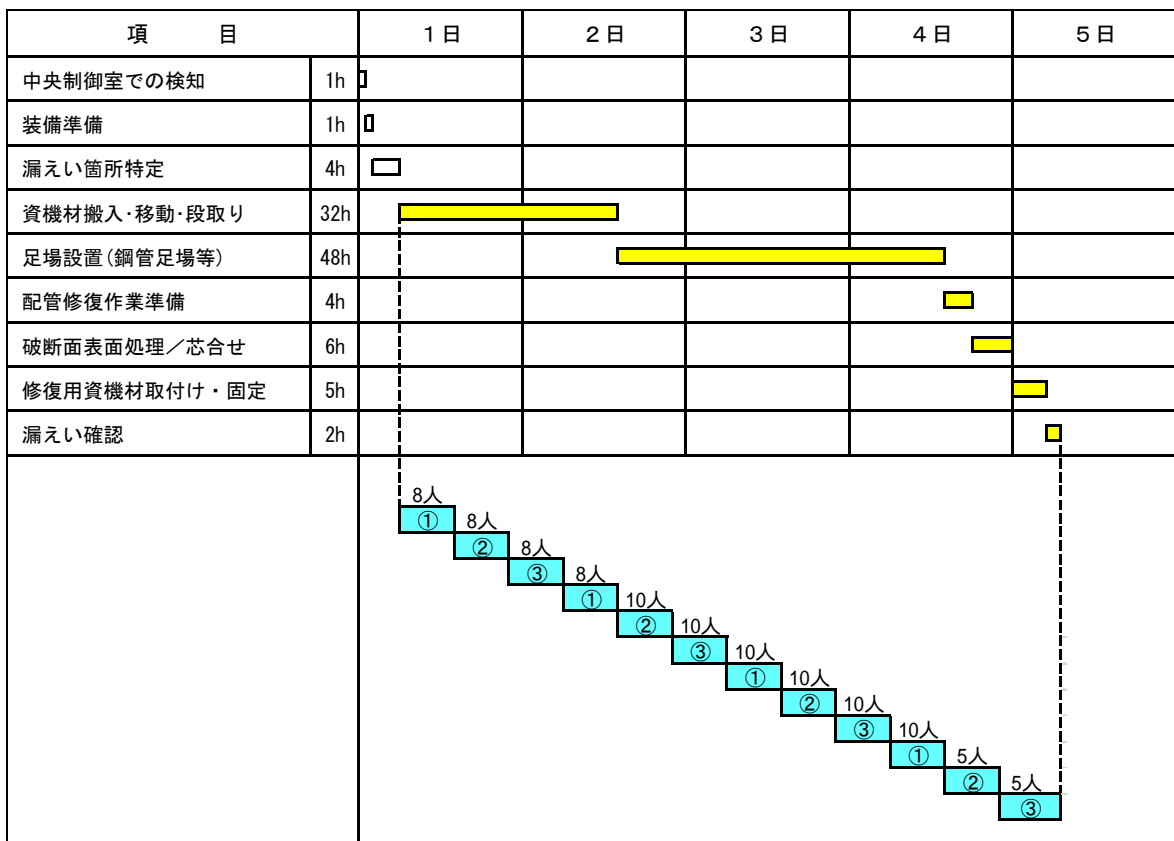 項　目 1日 2日 3日 4日 5日
中央制御室での検知 1h
装備準備 1h
漏えい箇所特定 4h
資機材搬入･移動･段取り 32h
足場設置(鋼管足場等) 48h
配管修復作業準備 4h
破断面表面処理／芯合せ 6h
修復用資機材取付け・固定 5h
漏えい確認 2h
8人
①
8人
②
8人
③
8人
①
10人
②
10人
③
10人
①
10人
②
10人
③
10人
①
5人
②
5人
③